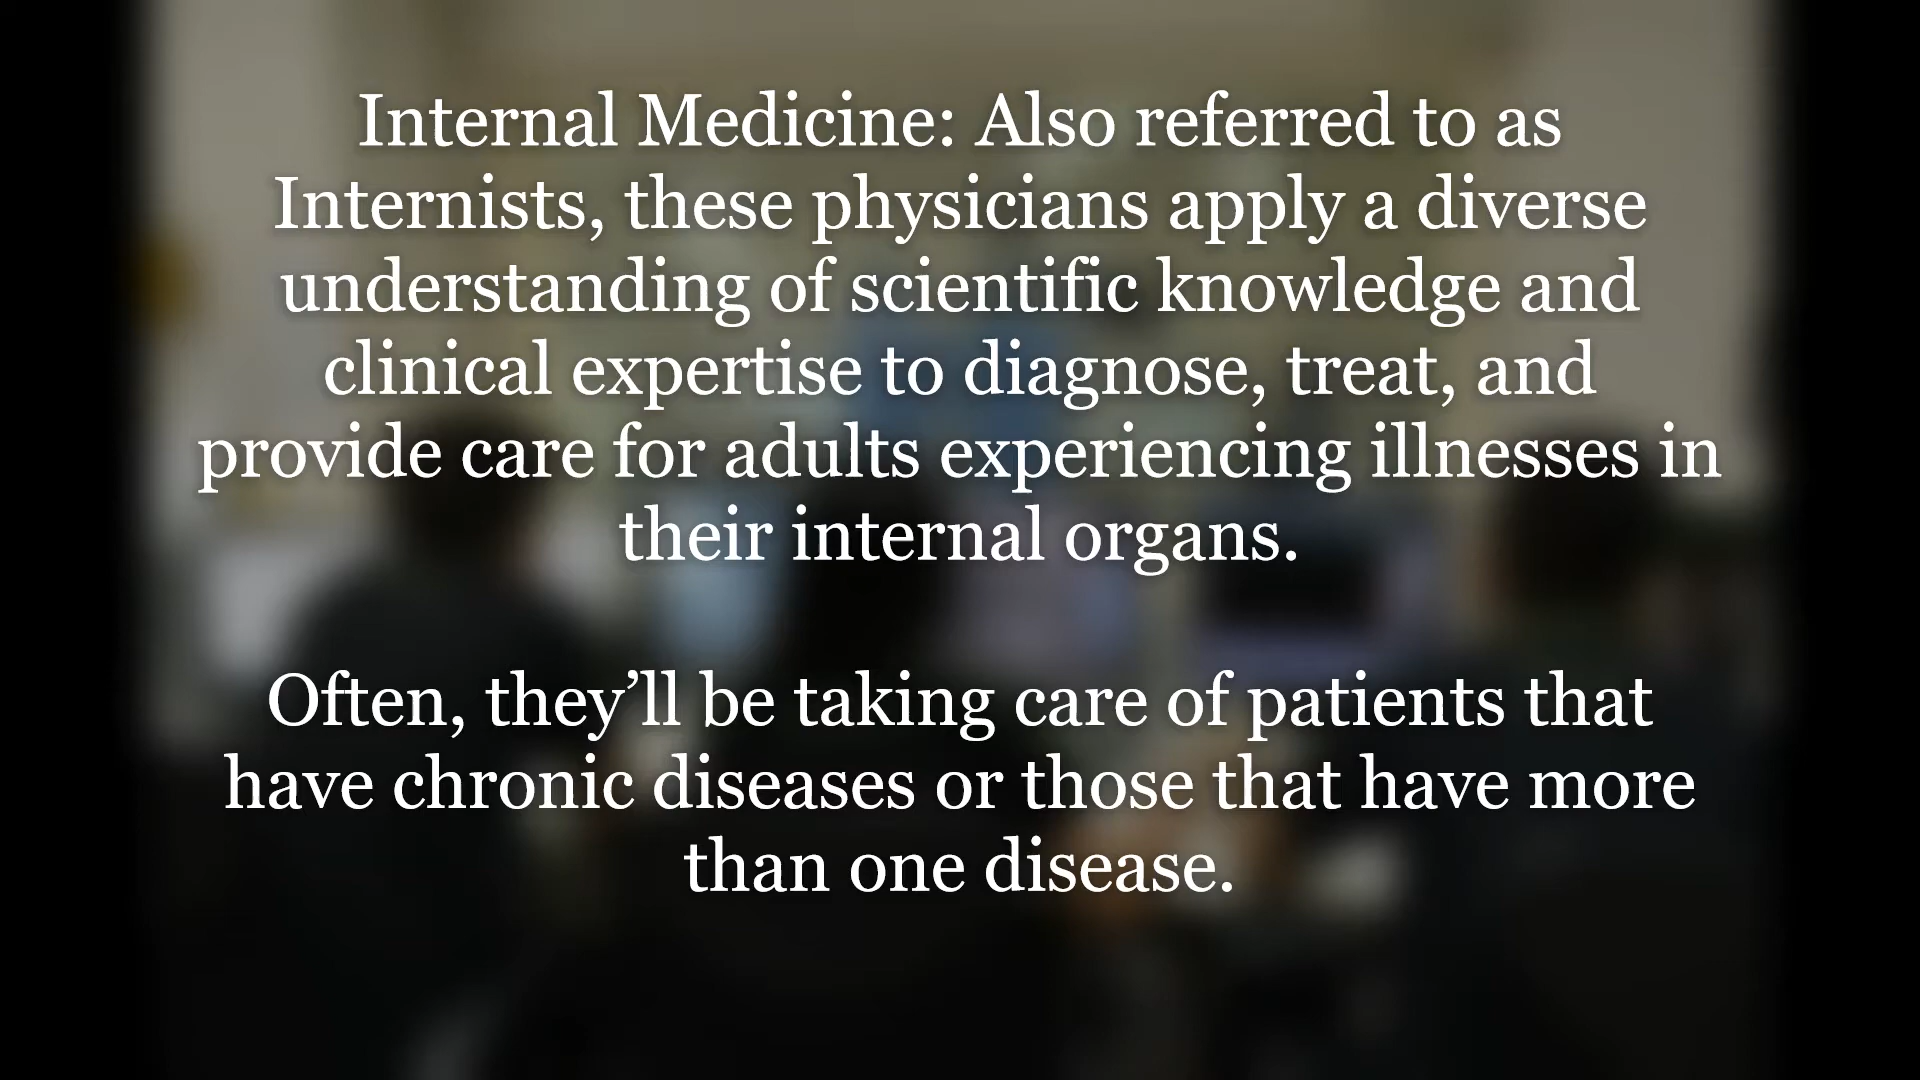 Internal Medicine: Also referred to as
Internists, these physicians apply a diverse
understanding of scientific knowledge and
clinical expertise to diagnose, treat, and
provide care for adults experiencing illnesses in
their internal organs.
Often, they’ll be taking care of patients that
have chronic diseases or those that have more
than one disease.